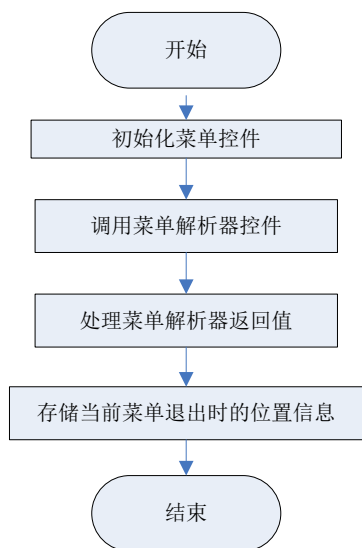 开始
初始化菜单控件
调用菜单解析器控件
处理菜单解析器返回值
存储当前菜单退出时的位置信息
结束